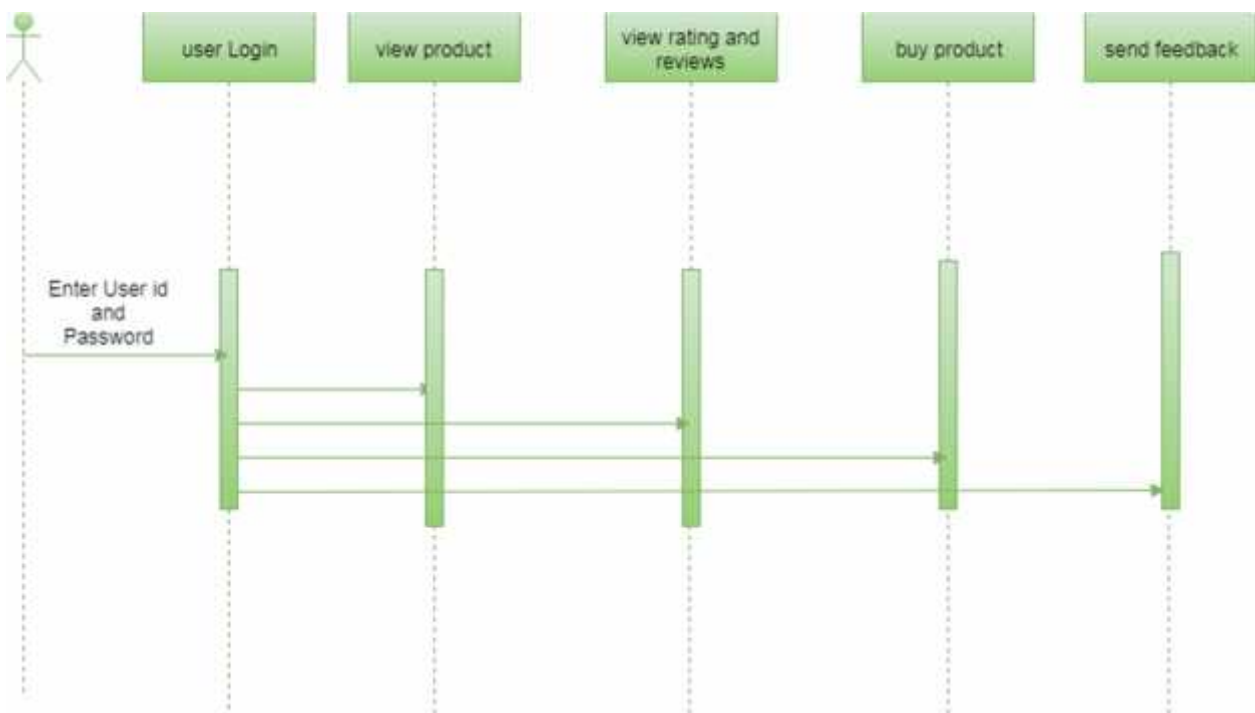 user Login
view product
view rating and
reviews
buy product
send feedback
Enter User id
and
Password